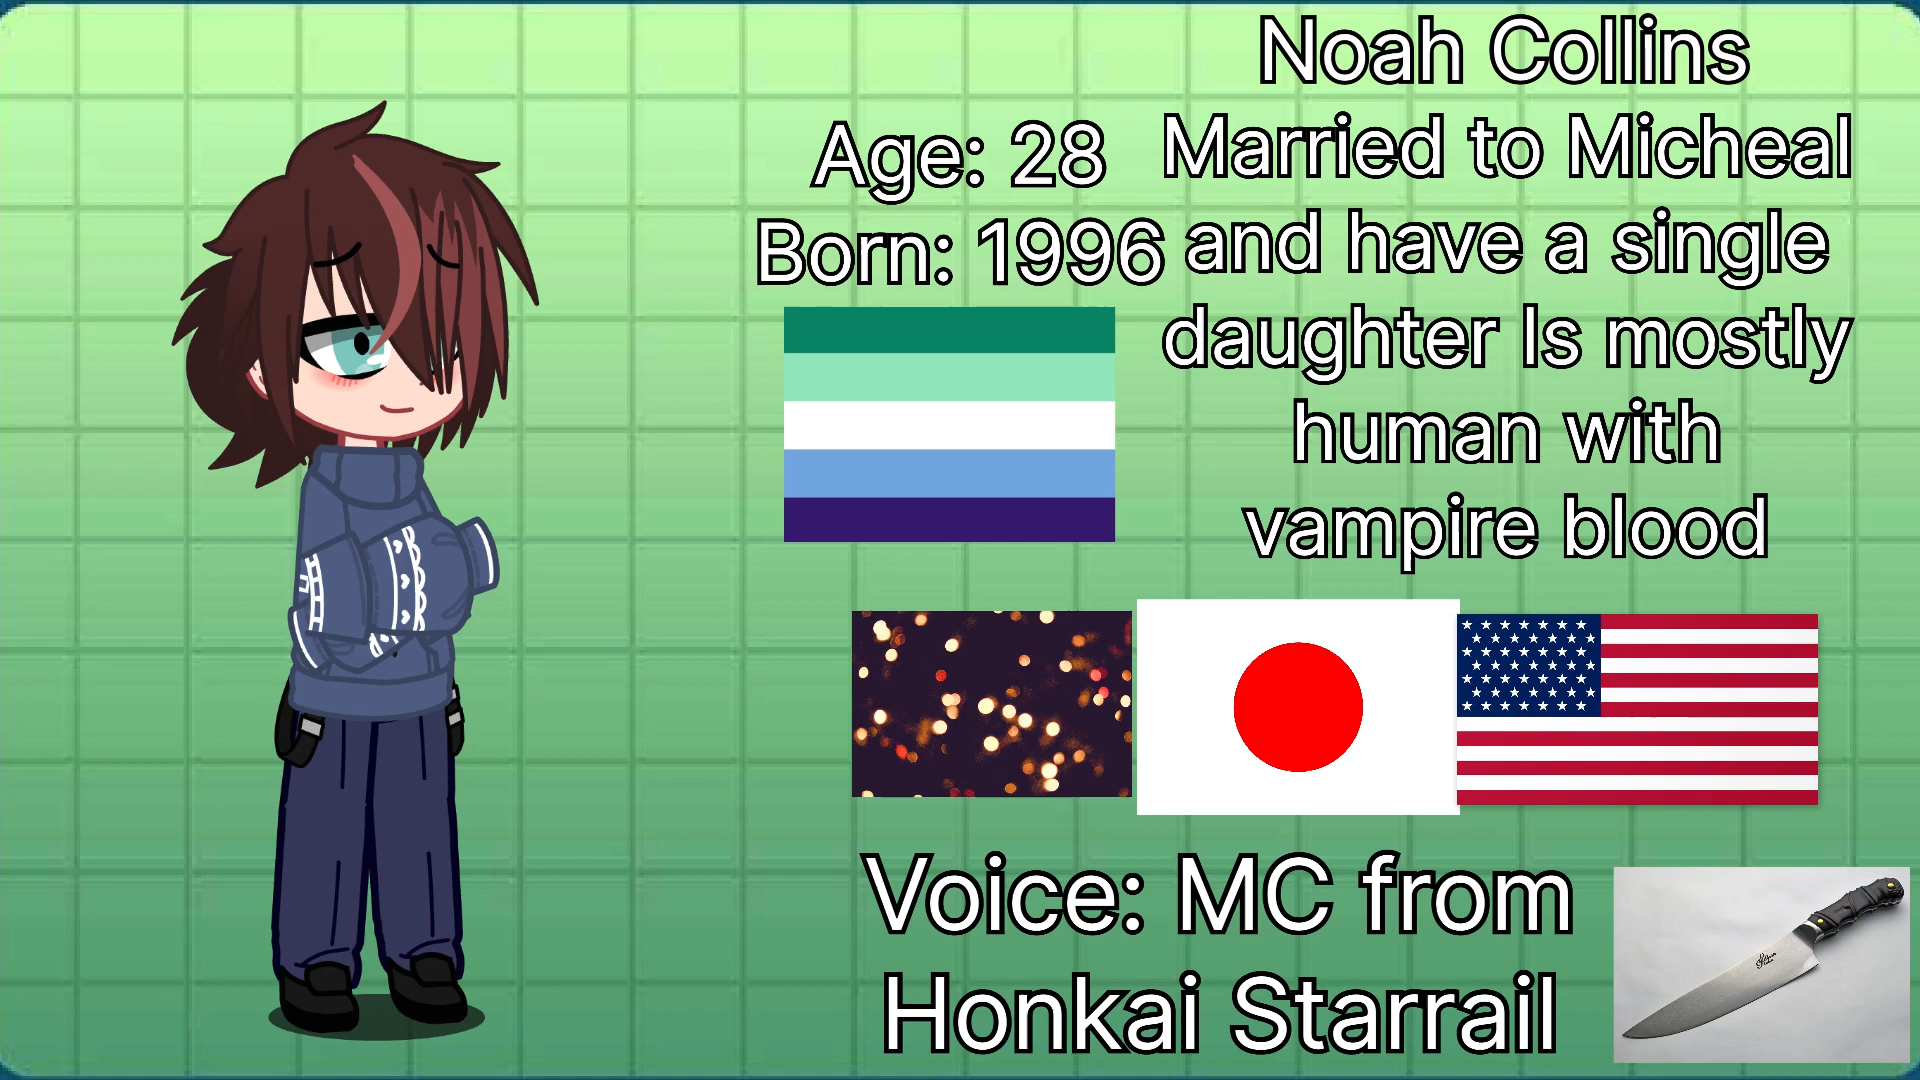 Noah Collins
Married to Micheal
and have a single
daughter Is mostly
human with
vampire blood
Age: 28
Born: 1996
Voice: MC from
Honkai Starrail